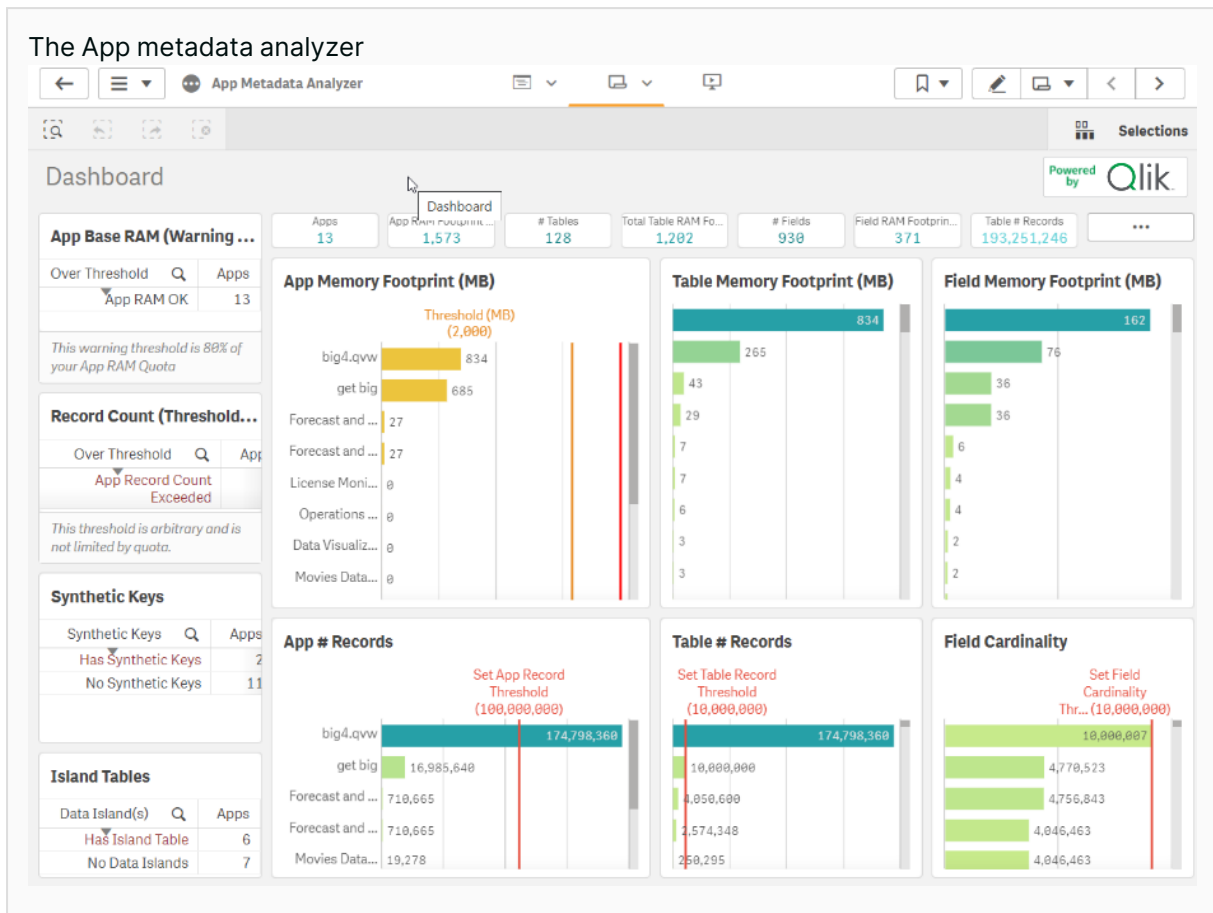 The App metadata analyzer
App Metadata Analyzer
Selections
Dashboard
Powered by Qlik
Dashboard
Apps
13
App RAM Footprint ...
1,573
# Tables
128
Total Table RAM Fo...
1,202
# Fields
930
Field RAM Footprin...
371
Table # Records
193,251,246
...
App Base RAM (Warning ...
Over Threshold Apps
App RAM OK 13
This warning threshold is 80% of
your App RAM Quota
Record Count (Threshold...
Over Threshold App
App Record Count
Exceeded
This threshold is arbitrary and is
not limited by quota.
Synthetic Keys
Synthetic Keys Apps
Has Synthetic Keys 2
No Synthetic Keys 11
Island Tables
Data Island(s) Apps
Has Island Table 6
No Data Islands 7
App Memory Footprint (MB)
Threshold (MB)
(2,000)
big4.qvw 834
get big 685
Forecast and ... 27
Forecast and ... 27
License Moni... 0
Operations ... 0
Data Visualiz... 0
Movies Data... 0
Table Memory Footprint (MB)
834
265
43
29
7
7
6
3
3
Field Memory Footprint (MB)
162
76
36
36
6
4
4
2
2
App # Records
Set App Record
Threshold
(100,000,000)
big4.qvw 174,798,360
get big 16,985,640
Forecast and ... 710,665
Forecast and ... 710,665
Movies Data... 19,278
Table # Records
Set Table Record
Threshold
(10,000,000)
174,798,360
10,000,000
4,050,600
2,574,348
250,295
Field Cardinality
Set Field
Cardinality
Thr... (10,000,000)
10,000,007
4,770,523
4,756,843
4,046,463
4,046,463